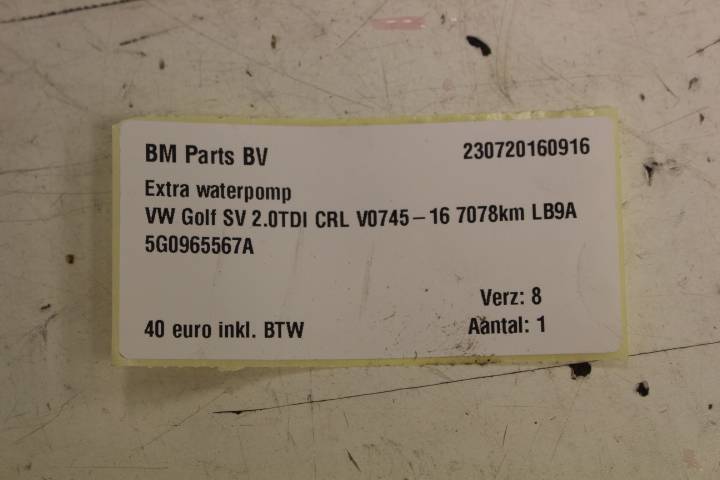 BM Parts BV 230720160916
Extra waterpomp
VW Golf SV 2.0TDI CRL V0745-16 7078km LB9A
5G0965567A
Verz: 8
40 euro inkl. BTW Aantal: 1